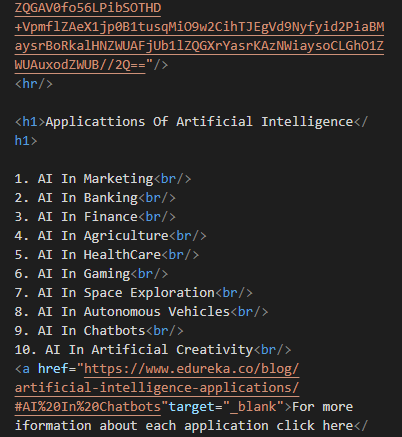 ZQGAV0fo56LPibSOTHD
+VpmflZAeX1jp0B1tusqMiO9w2CihTJEgVd9Nyfyid2PiaBM
aysrBoRkalHNZWUAFjUb1lZQGXrYasrKAzNWiaysoCLGhO1Z
WUAuxodZWUB//2Q=="/>
<hr/>
<h1>Applicattions Of Artificial Intelligence</
h1>
1. AI In Marketing<br/>
2. AI In Banking<br/>
3. AI In Finance<br/>
4. AI In Agriculture<br/>
5. AI In HealthCare<br/>
6. AI In Gaming<br/>
7. AI In Space Exploration<br/>
8. AI In Autonomous Vehicles<br/>
9. AI In Chatbots<br/>
10. AI In Artificial Creativity<br/>
<a href="https://www.edureka.co/blog/
artificial-intelligence-applications/
#AI%20In%20Chatbots"target="_blank">For more
iformation about each application click here</